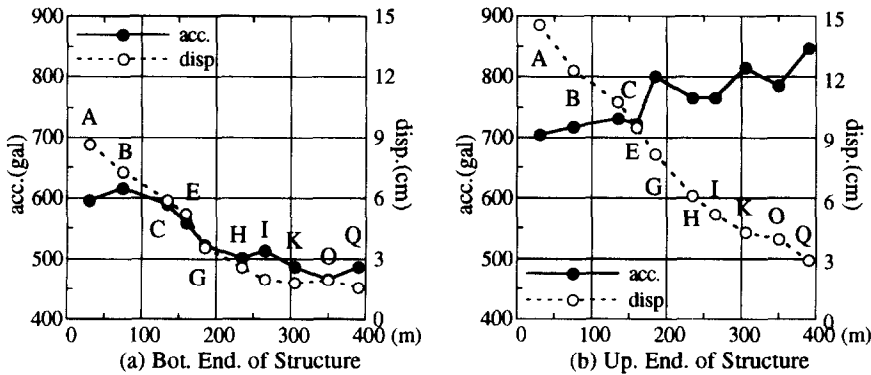 900
800
700
600
500
400
acc.(gal)
acc.
disp.
A
B
C
E
G
H
I
K
O
Q
15
12
9
6
3
0
disp.(cm)
0
100
200
300
400
(m)
(a) Bot. End. of Structure
900
800
700
600
500
400
acc.(gal)
A
B
C
E
G
H
I
K
O
Q
acc.
disp.
15
12
9
6
3
0
disp.(cm)
0
100
200
300
400
(m)
(b) Up. End. of Structure